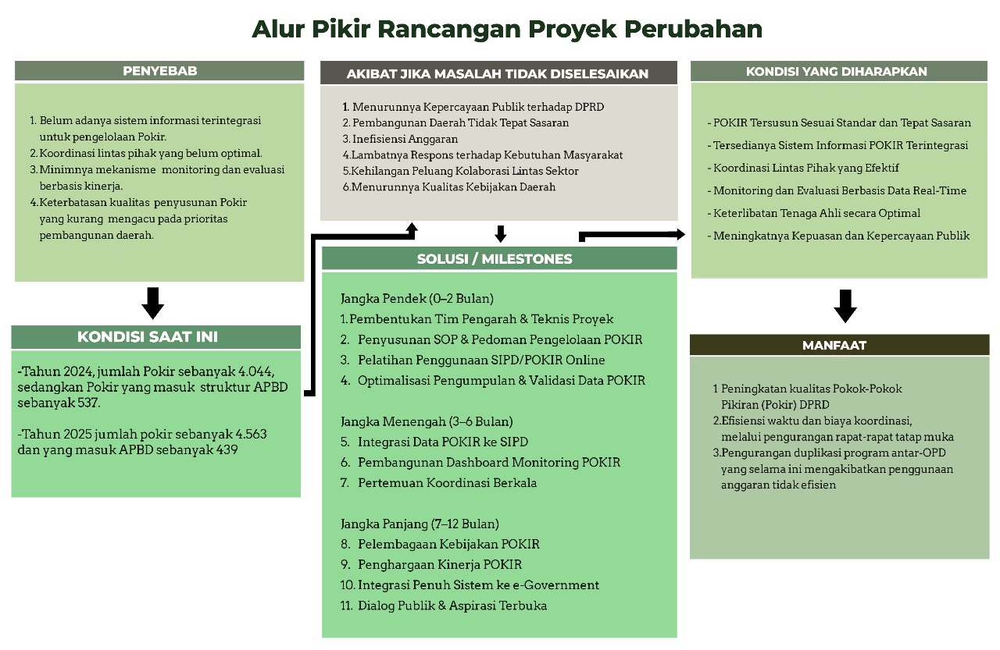 Alur Pikir Rancangan Proyek Perubahan
PENYEBAB
1. Belum adanya sistem informasi terintegrasi
untuk pengelolaan Pokir.
2.Koordinasi lintas pihak yang belum optimal.
3.Minimnya mekanisme monitoring dan evaluasi
berbasis kinerja.
4.Keterbatasan kualitas penyusunan Pokir
yang kurang mengacu pada prioritas
pembangunan daerah.
KONDISI SAAT INI
-Tahun 2024, jumlah Pokir sebanyak 4.044,
sedangkan Pokir yang masuk struktur APBD
sebanyak 537.
-Tahun 2025 jumlah pokir sebanyak 4.563
dan yang masuk APBD sebanyak 439
AKIBAT JIKA MASALAH TIDAK DISELESAIKAN
1. Menurunnya Kepercayaan Publik terhadap DPRD
2. Pembangunan Daerah Tidak Tepat Sasaran
3. Inefisiensi Anggaran
4.Lambatnya Respons terhadap Kebutuhan Masyarakat
5.Kehilangan Peluang Kolaborasi Lintas Sektor
6.Menurunnya Kualitas Kebijakan Daerah
SOLUSI / MILESTONES
Jangka Pendek (0–2 Bulan)
1.Pembentukan Tim Pengarah & Teknis Proyek
2. Penyusunan SOP & Pedoman Pengelolaan POKIR
3. Pelatihan Penggunaan SIPD/POKIR Online
4. Optimalisasi Pengumpulan & Validasi Data POKIR
Jangka Menengah (3–6 Bulan)
5. Integrasi Data POKIR ke SIPD
6. Pembangunan Dashboard Monitoring POKIR
7. Pertemuan Koordinasi Berkala
Jangka Panjang (7–12 Bulan)
8. Pelembagaan Kebijakan POKIR
9. Penghargaan Kinerja POKIR
10. Integrasi Penuh Sistem ke e-Government
11. Dialog Publik & Aspirasi Terbuka
KONDISI YANG DIHARAPKAN
- POKIR Tersusun Sesuai Standar dan Tepat Sasaran
- Tersedianya Sistem Informasi POKIR Terintegrasi
- Koordinasi Lintas Pihak yang Efektif
- Monitoring dan Evaluasi Berbasis Data Real-Time
- Keterlibatan Tenaga Ahli secara Optimal
- Meningkatnya Kepuasan dan Kepercayaan Publik
MANFAAT
1 Peningkatan kualitas Pokok-Pokok
Pikiran (Pokir) DPRD
2.Efisiensi waktu dan biaya koordinasi,
melalui pengurangan rapat-rapat tatap muka
3.Pengurangan duplikasi program antar-OPD
yang selama ini mengakibatkan penggunaan
anggaran tidak efisien